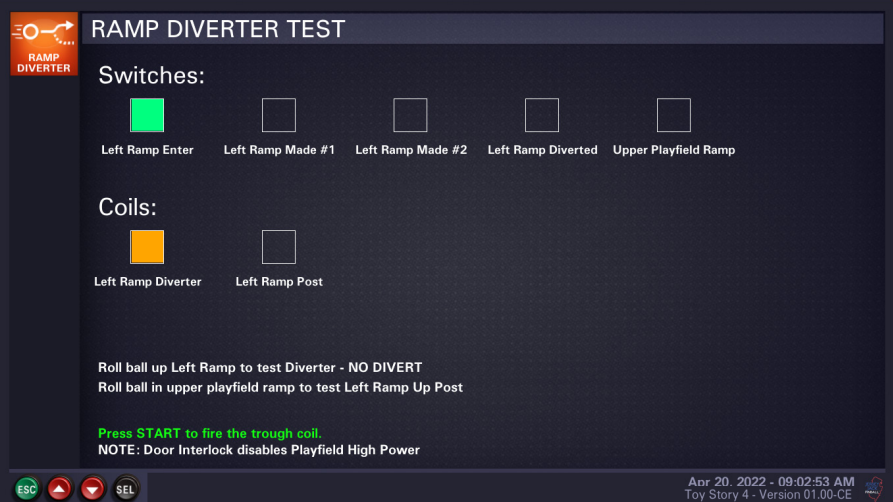 RAMP DIVERTER TEST
RAMP
DIVERTER
Switches:
Left Ramp Enter
Left Ramp Made #1
Left Ramp Made #2
Left Ramp Diverted
Upper Playfield Ramp
Coils:
Left Ramp Diverter
Left Ramp Post
Roll ball up Left Ramp to test Diverter - NO DIVERT
Roll ball in upper playfield ramp to test Left Ramp Up Post
Press START to fire the trough coil.
NOTE: Door Interlock disables Playfield High Power
ESC
SEL
Apr 20, 2022 - 09:02:53 AM
Toy Story 4 - Version 01.00-CE